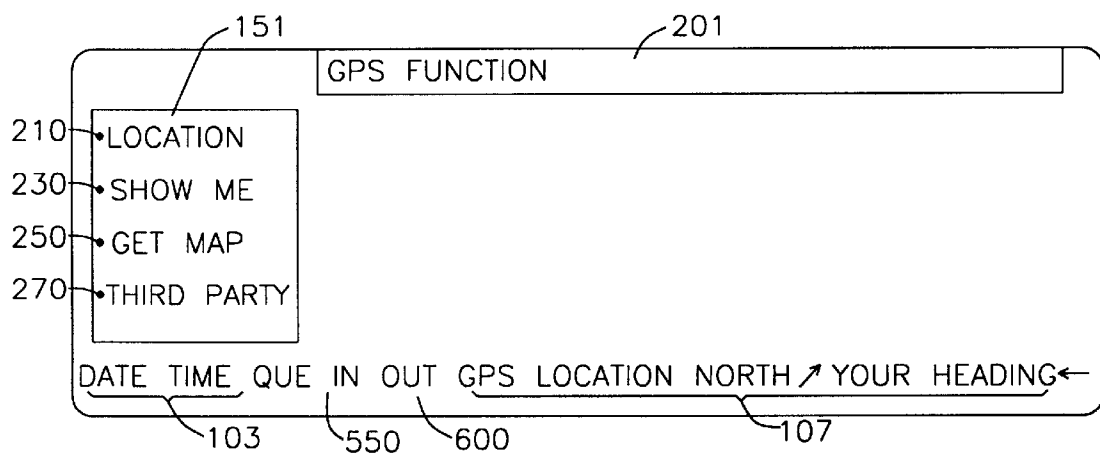 151
201
GPS FUNCTION
210 LOCATION
230 SHOW ME
250 GET MAP
270 THIRD PARTY
DATE TIME QUE IN OUT GPS LOCATION NORTH ↗ YOUR HEADING ←
103 550 600 107